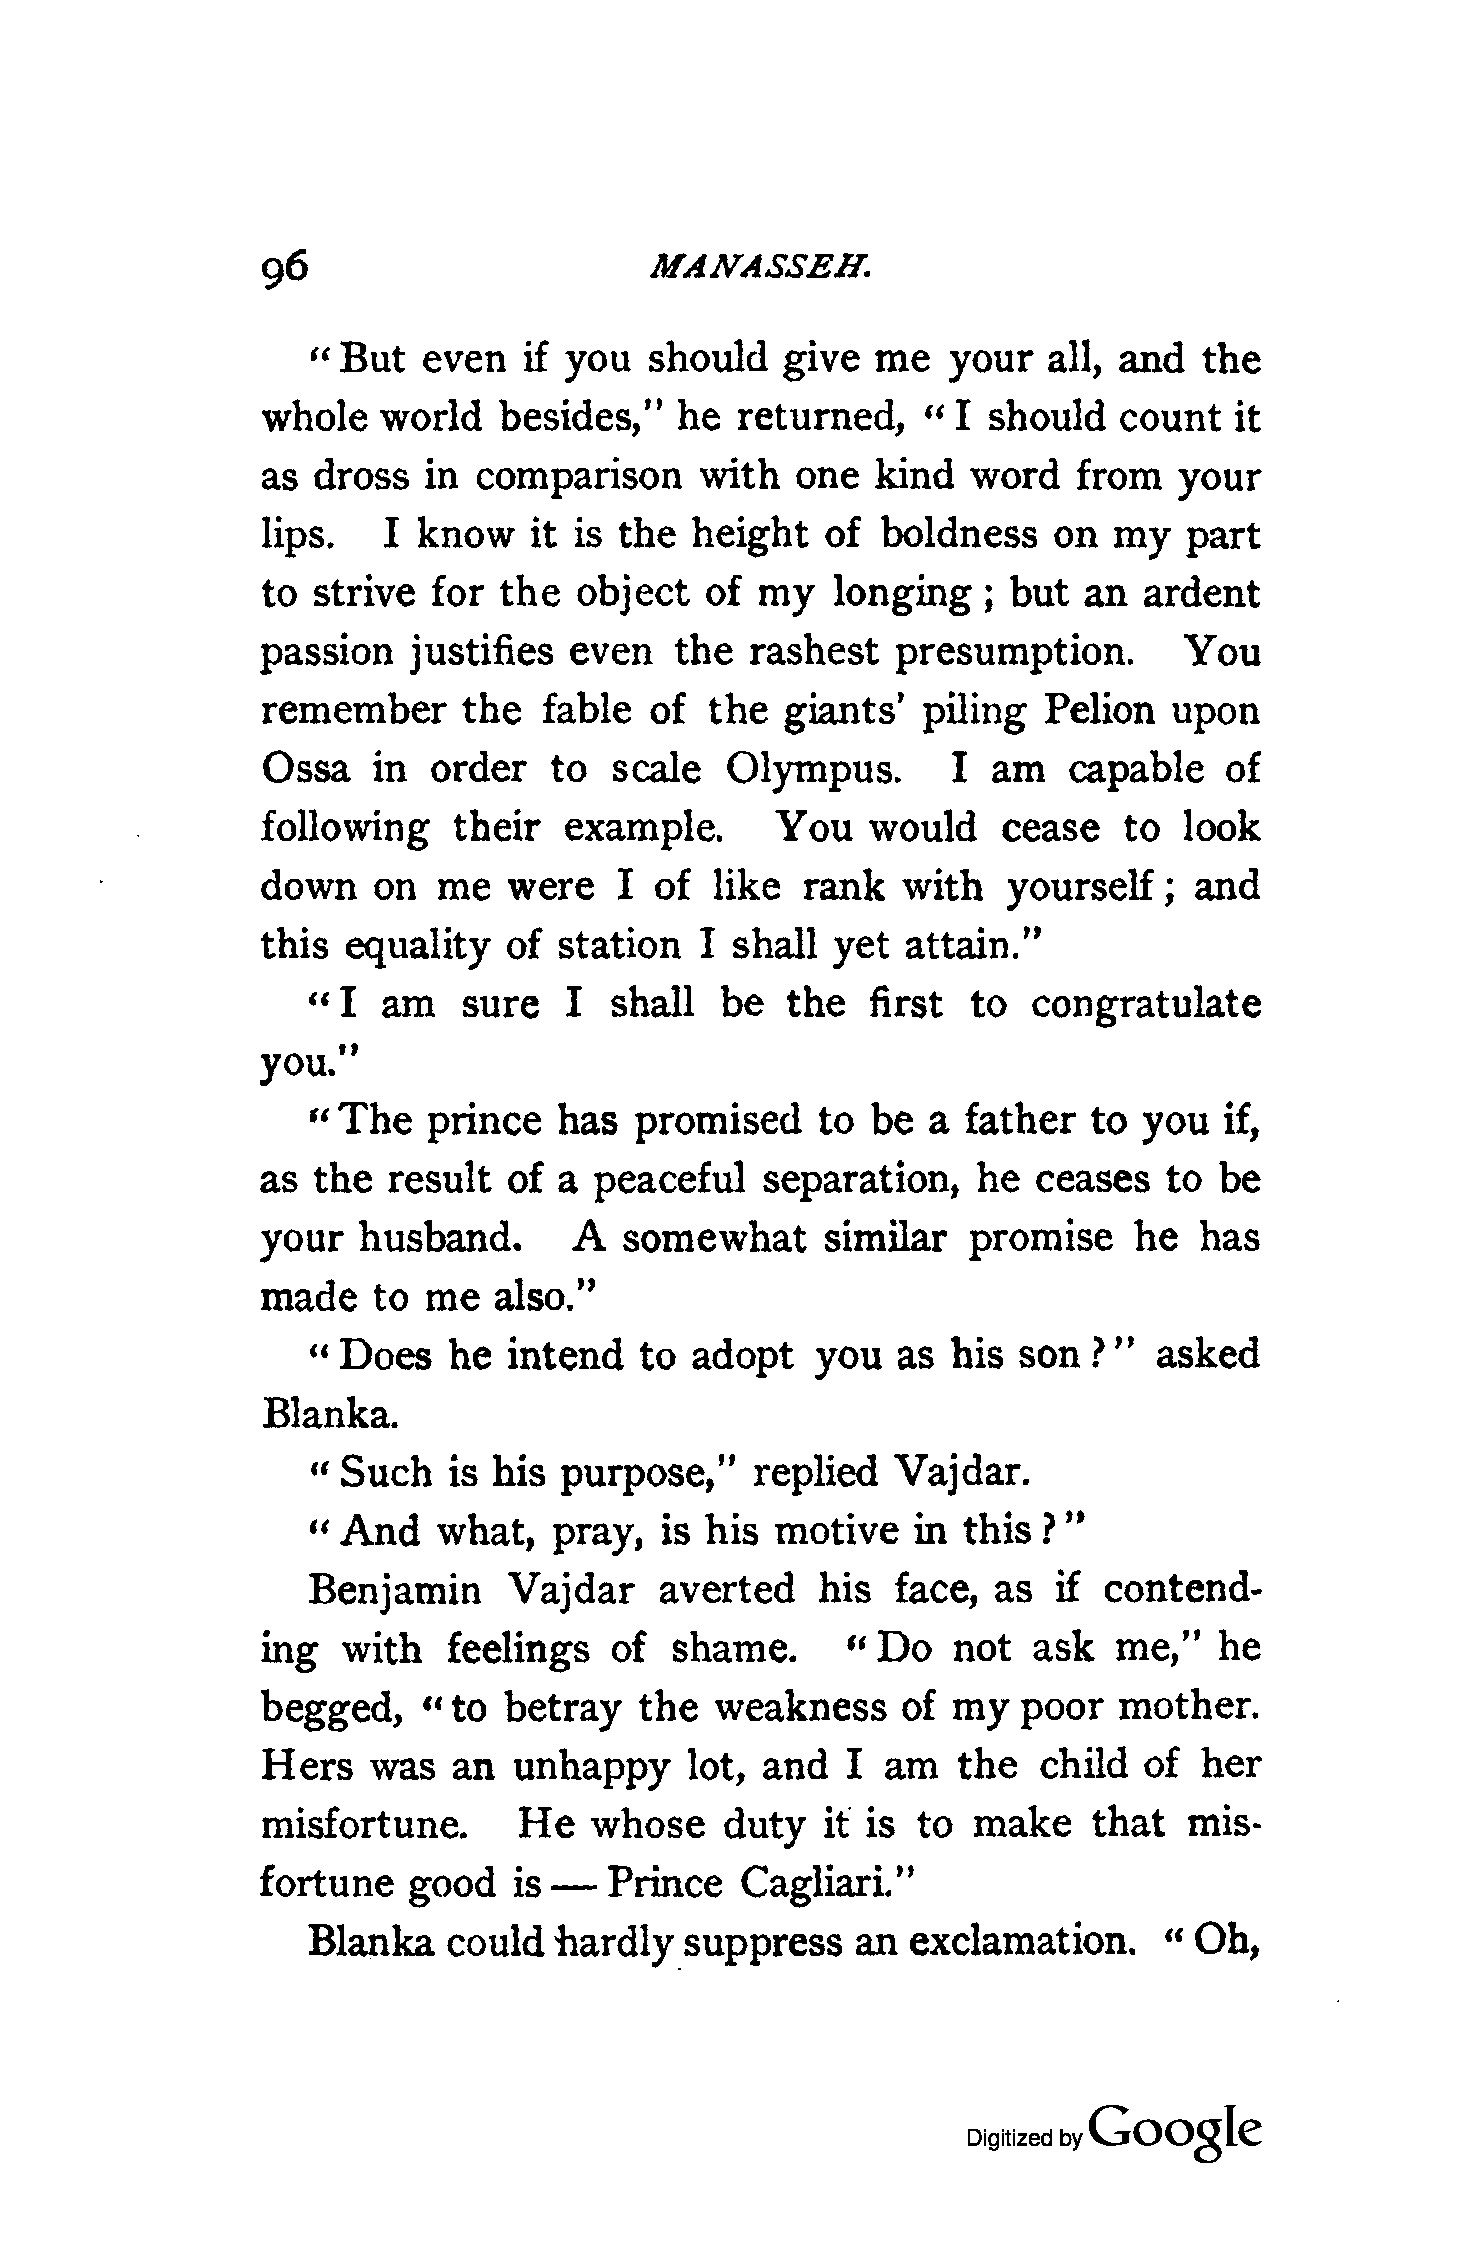 96 MANASSEH.
“But even if you should give me your all, and the
whole world besides,” he returned, “I should count it
as dross in comparison with one kind word from your
lips. I know it is the height of boldness on my part
to strive for the object of my longing; but an ardent
passion justifies even the rashest presumption. You
remember the fable of the giants’ piling Pelion upon
Ossa in order to scale Olympus. I am capable of
following their example. You would cease to look
down on me were I of like rank with yourself; and
this equality of station I shall yet attain.”
“I am sure I shall be the first to congratulate
you.”
“The prince has promised to be a father to you if,
as the result of a peaceful separation, he ceases to be
your husband. A somewhat similar promise he has
made to me also.”
“Does he intend to adopt you as his son?” asked
Blanka.
“Such is his purpose,” replied Vajdar.
“And what, pray, is his motive in this?”
Benjamin Vajdar averted his face, as if contend-
ing with feelings of shame. “Do not ask me,” he
begged, “to betray the weakness of my poor mother.
Hers was an unhappy lot, and I am the child of her
misfortune. He whose duty it is to make that mis-
fortune good is — Prince Cagliari.”
Blanka could hardly suppress an exclamation. “Oh,
Digitized by Google